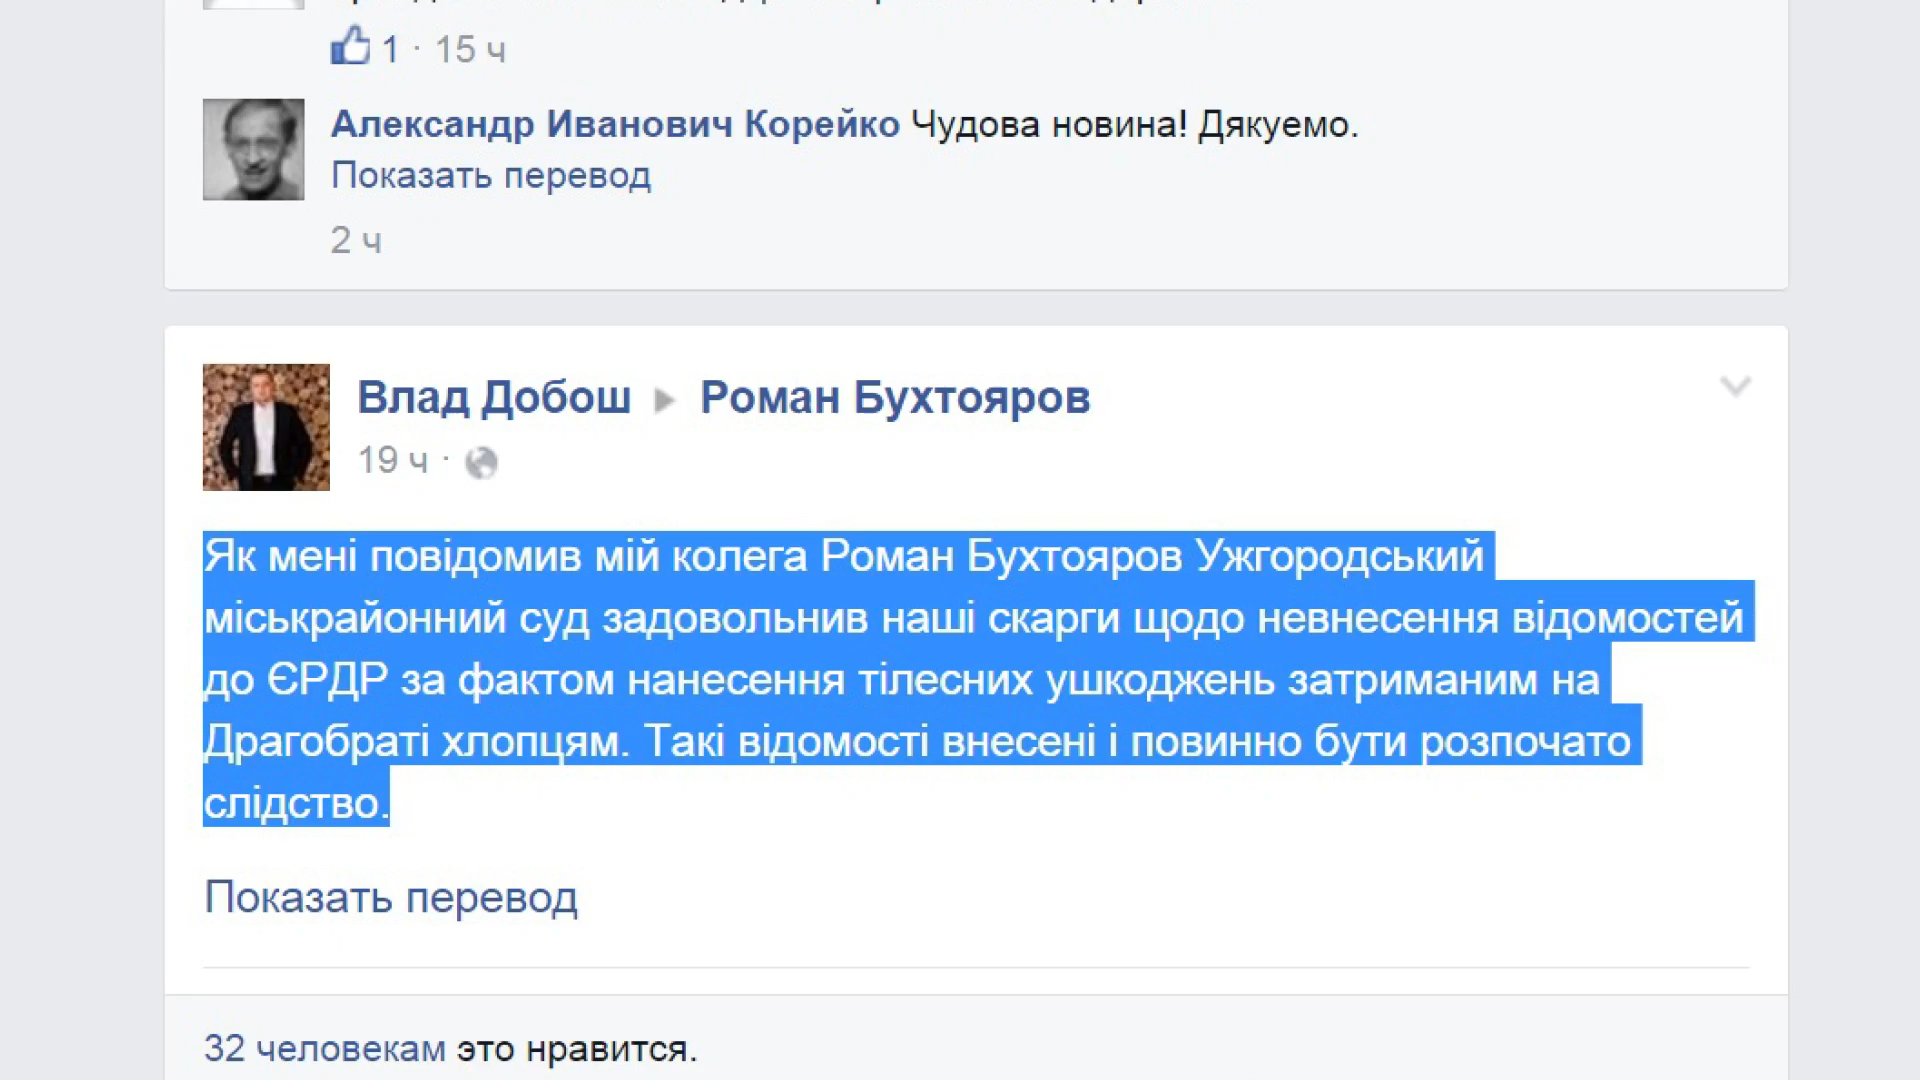 1 · 15 ч
Александр Иванович Корейко Чудова новина! Дякуемо.
Показать перевод
2 ч
Влад Добош Роман Бухтояров
19 ч ·
Як мені повідомив мій колега Роман Бухтояров Ужгородський
міськрайонний суд задовольнив наші скарги щодо невнесення відомостей
до ЄРДР за фактом нанесення тілесних ушкоджень затриманим на
Драгобраті хлопцям. Такі відомості внесені і повинно бути розпочато
слідство.
Показать перевод
32 человекам это нравится.